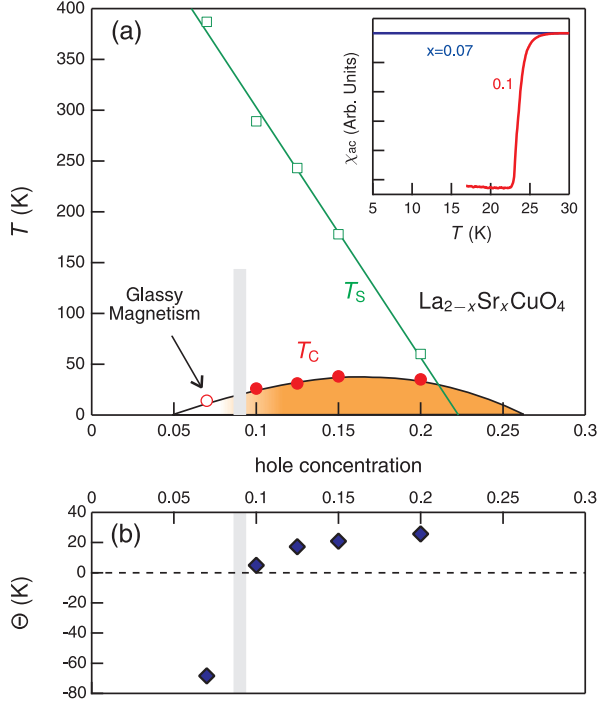 400
350
300
250
200
150
100
50
0
T (K)
(a)
x=0.07
0.1
χac (Arb. Units)
5
10
15
20
25
30
T (K)
Glassy
Magnetism
TS
La2−xSrxCuO4
TC
0
0.05
0.1
0.15
0.2
0.25
0.3
hole concentration
0
0.05
0.1
0.15
0.2
0.25
0.3
(b)
40
20
0
-20
-40
-60
-80
Θ (K)